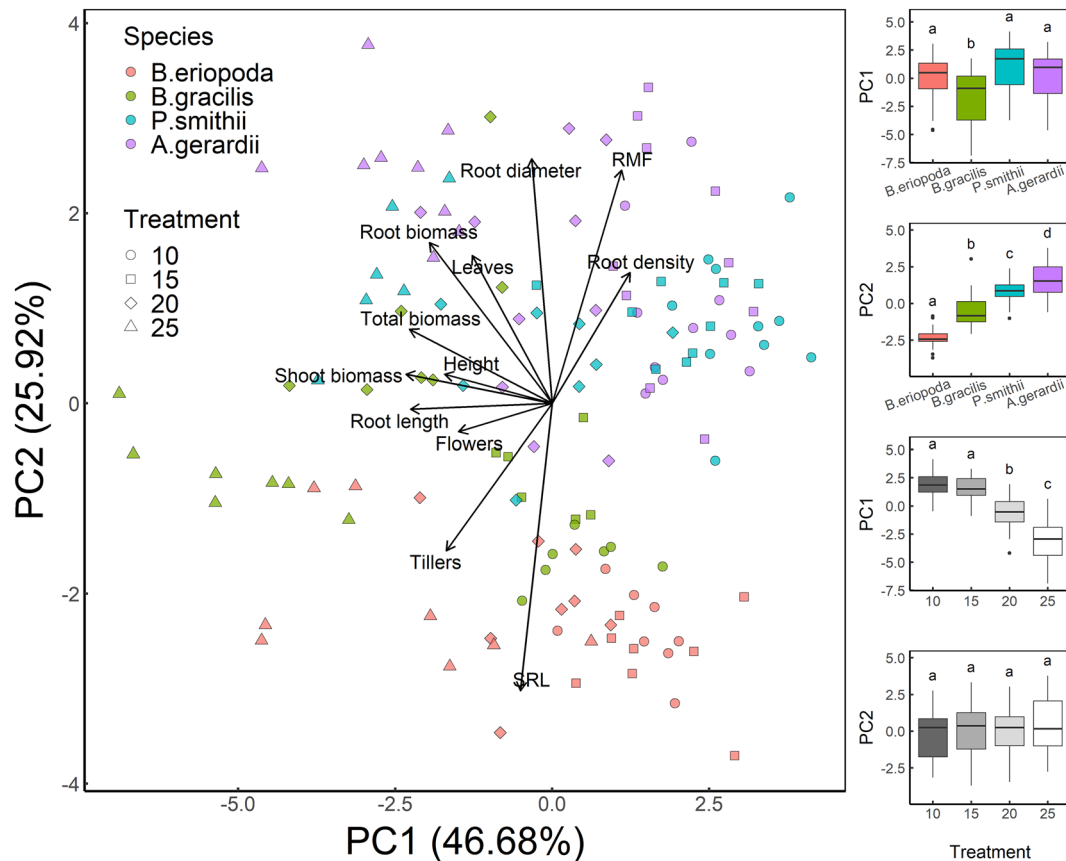 Species
B.eriopoda
B.gracilis
P.smithii
A.gerardii
Treatment
10
15
20
25
Root diameter
RMF
Root biomass
Leaves
Root density
Total biomass
Height
Shoot biomass
Root length
Flowers
Tillers
SRL
4
2
0
-2
-4
PC2 (25.92%)
-5.0 -2.5 0.0 2.5
PC1 (46.68%)
a b a a
5.0
2.5
0.0
-2.5
-5.0
-7.5
PC1
B.eriopoda B.gracilis P.smithii A.gerardii
a b c d
5.0
2.5
0.0
-2.5
PC2
B.eriopoda B.gracilis P.smithii A.gerardii
a a b c
5.0
2.5
0.0
-2.5
-5.0
-7.5
PC1
10 15 20 25
a a a a
5.0
2.5
0.0
-2.5
PC2
10 15 20 25
Treatment